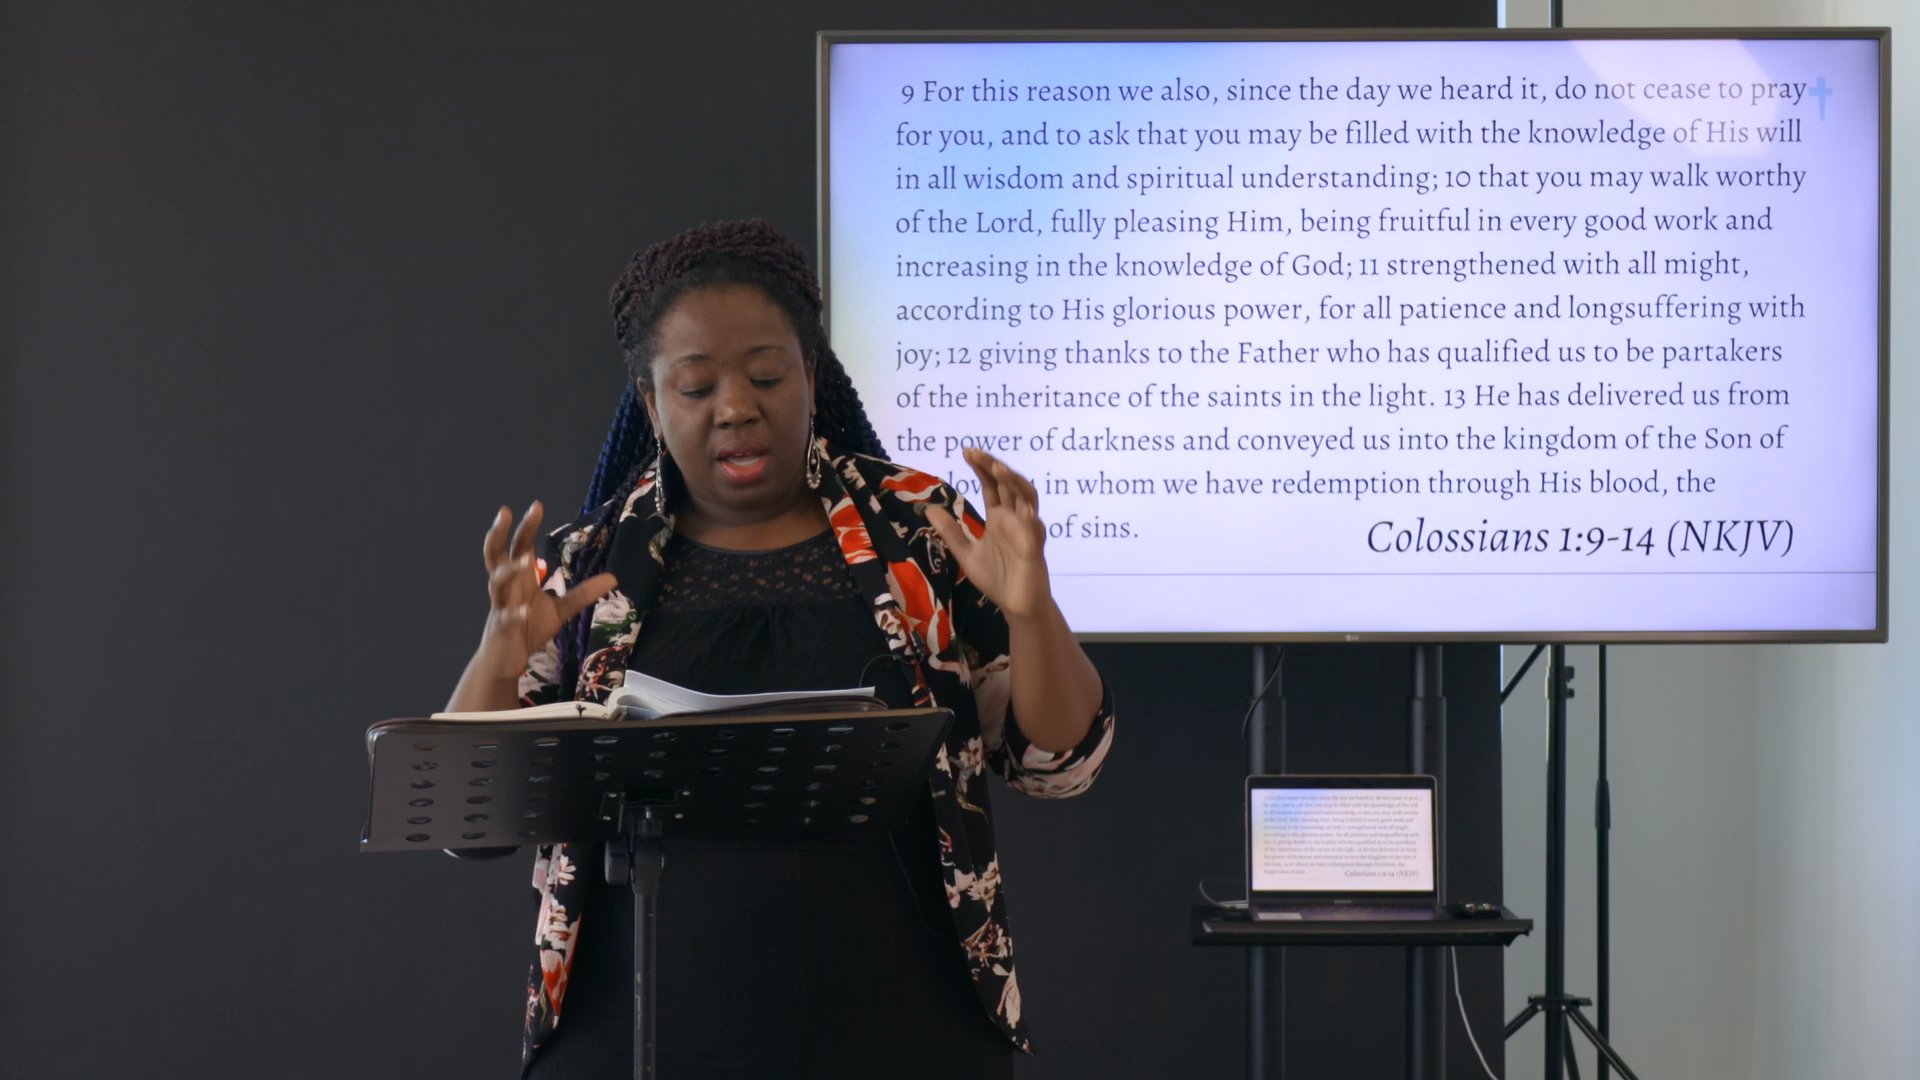 9 For this reason we also, since the day we heard it, do not cease to pray
for you, and to ask that you may be filled with the knowledge of His will
in all wisdom and spiritual understanding; 10 that you may walk worthy
of the Lord, fully pleasing Him, being fruitful in every good work and
increasing in the knowledge of God; 11 strengthened with all might,
according to His glorious power, for all patience and longsuffering with
joy; 12 giving thanks to the Father who has qualified us to be partakers
of the inheritance of the saints in the light. 13 He has delivered us from
the power of darkness and conveyed us into the kingdom of the Son of
in whom we have redemption through His blood, the
of sins.
Colossians 1:9-14 (NKJV)
LG
Colossians 1:9-14 (NKJV)